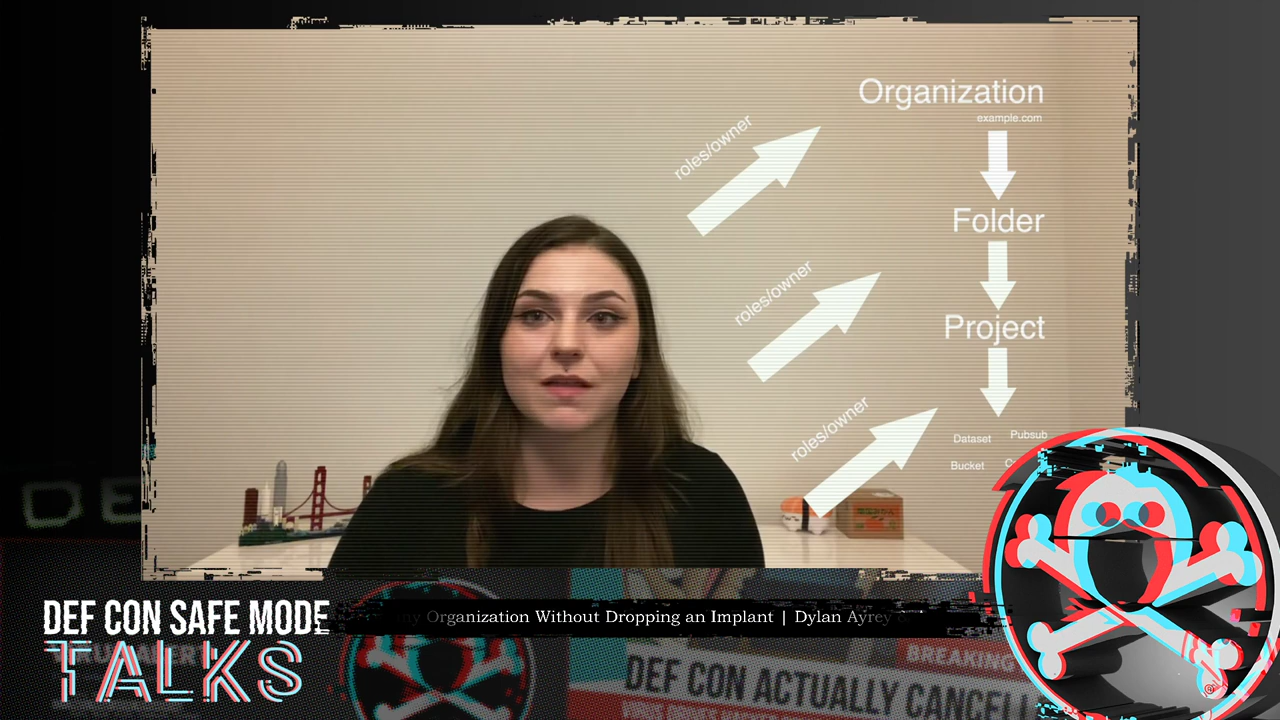 Organization
example.com
roles/owner
Folder
roles/owner
Project
roles/owner
Dataset
Pubsub
Bucket
DEF CON SAFE MODE
TALKS
Organization Without Dropping an Implant | Dylan Ayrey
BREAKING
DEF CON ACTUALLY CANCELL